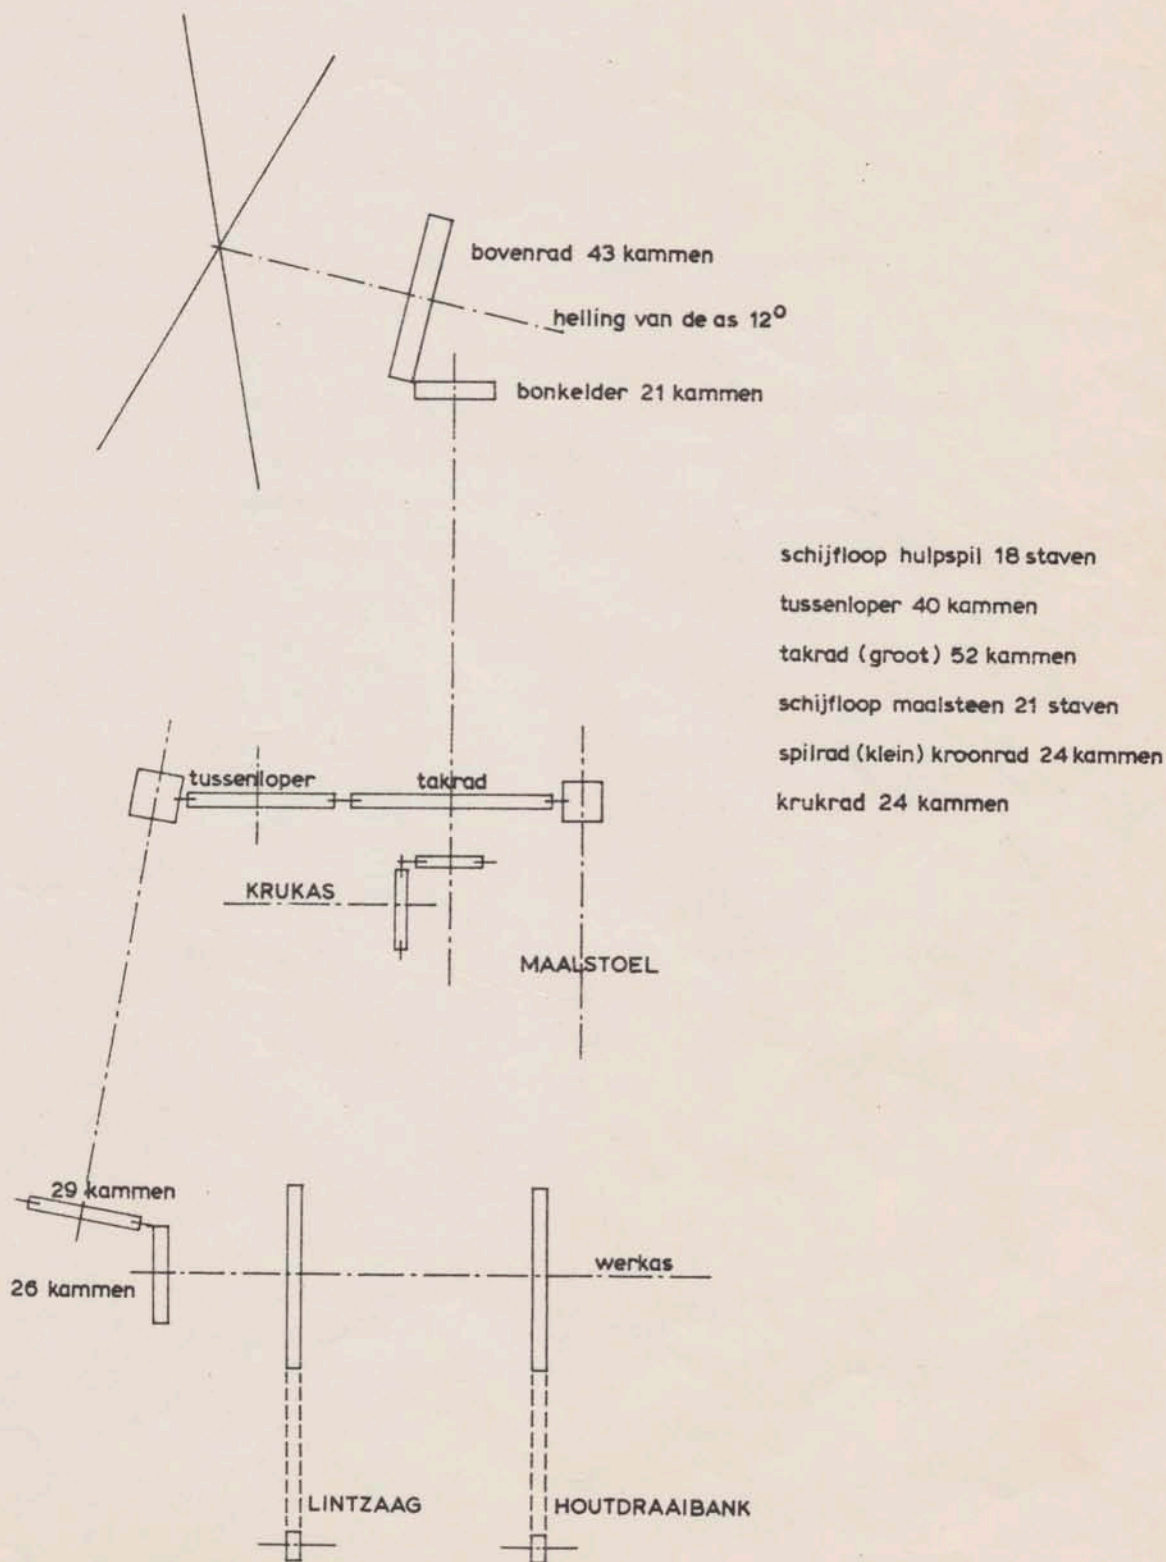 bovenrad 43 kammen
helling van de as 12°
bonkelder 21 kammen
schijfloop hulpspil 18 staven
tussenloper 40 kammen
takrad (groot) 52 kammen
schijfloop maalsteen 21 staven
spilrad (klein) kroonrad 24 kammen
krukrad 24 kammen
tussenloper
takrad
KRUKAS
MAALSTOEL
29 kammen
26 kammen
werkas
LINTZAAG
HOUTDRAAIBANK